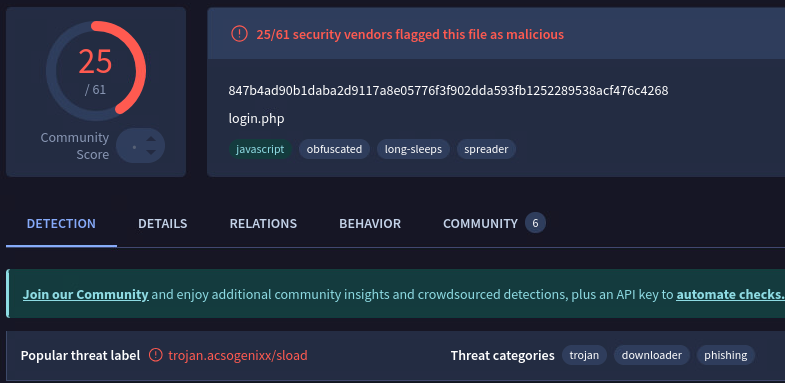 25
/ 61
Community
Score
25/61 security vendors flagged this file as malicious
847b4ad90b1daba2d9117a8e05776f3f902dda593fb1252289538acf476c4268
login.php
javascript obfuscated long-sleeps spreader
DETECTION DETAILS RELATIONS BEHAVIOR COMMUNITY 6
Join our Community and enjoy additional community insights and crowdsourced detections, plus an API key to automate checks.
Popular threat label trojan.acsogenixx/sload Threat categories trojan downloader phishing